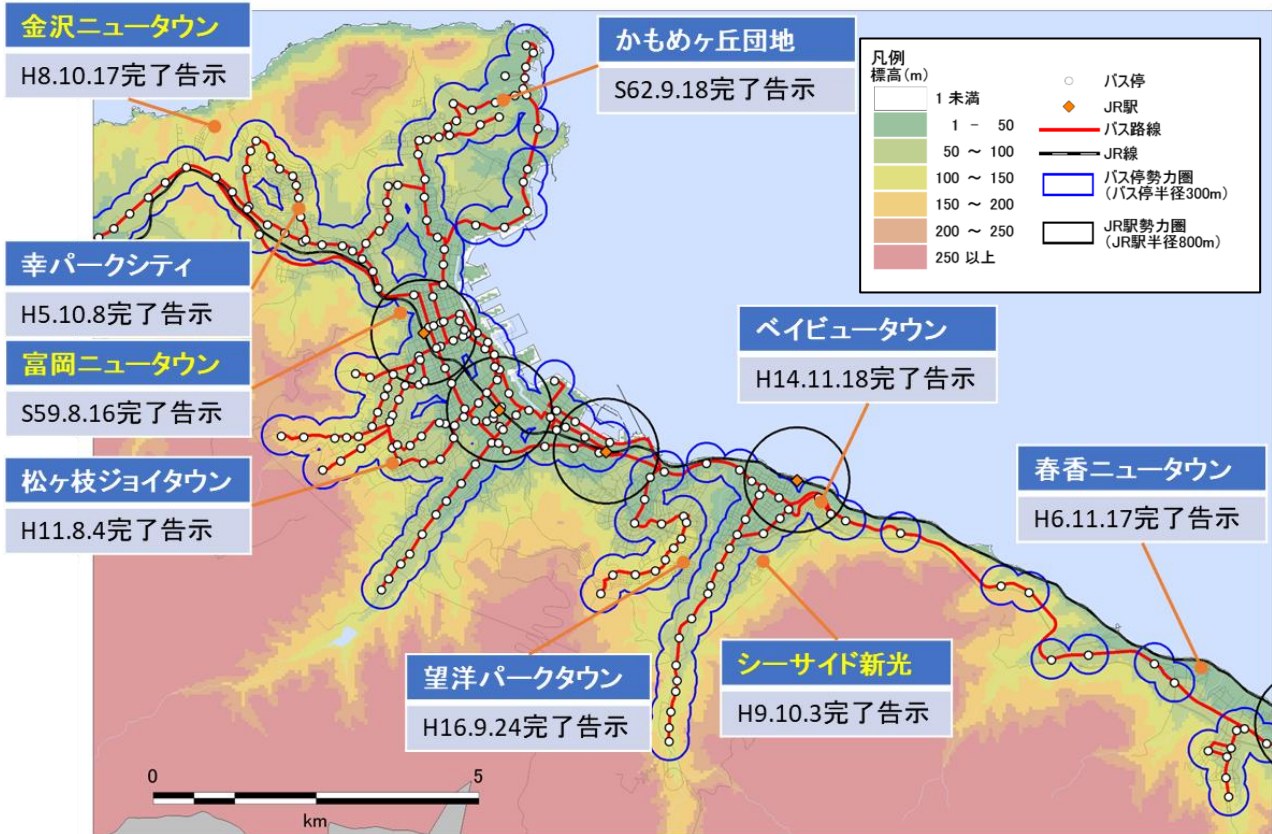 金沢ニュータウン
H8.10.17完了告示
かもめヶ丘団地
S62.9.18完了告示
凡例
標高(m)
1 未満
1 - 50
50 ～ 100
100 ～ 150
150 ～ 200
200 ～ 250
250 以上
バス停
JR駅
バス路線
JR線
バス停勢力圏
(バス停半径300m)
JR駅勢力圏
(JR駅半径800m)
幸パークシティ
H5.10.8完了告示
富岡ニュータウン
S59.8.16完了告示
松ヶ枝ジョイタウン
H11.8.4完了告示
ベイビュータウン
H14.11.18完了告示
春香ニュータウン
H6.11.17完了告示
望洋パークタウン
H16.9.24完了告示
シーサイド新光
H9.10.3完了告示
0 5
km